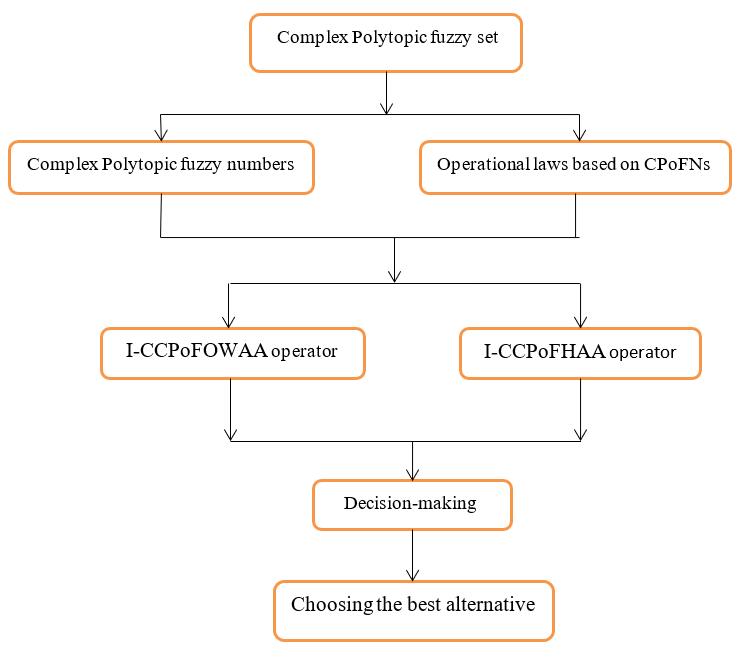 Complex Polytopic fuzzy set
Complex Polytopic fuzzy numbers
Operational laws based on CPoFNs
I-CCPoFOWAA operator
I-CCPoFHAA operator
Decision-making
Choosing the best alternative